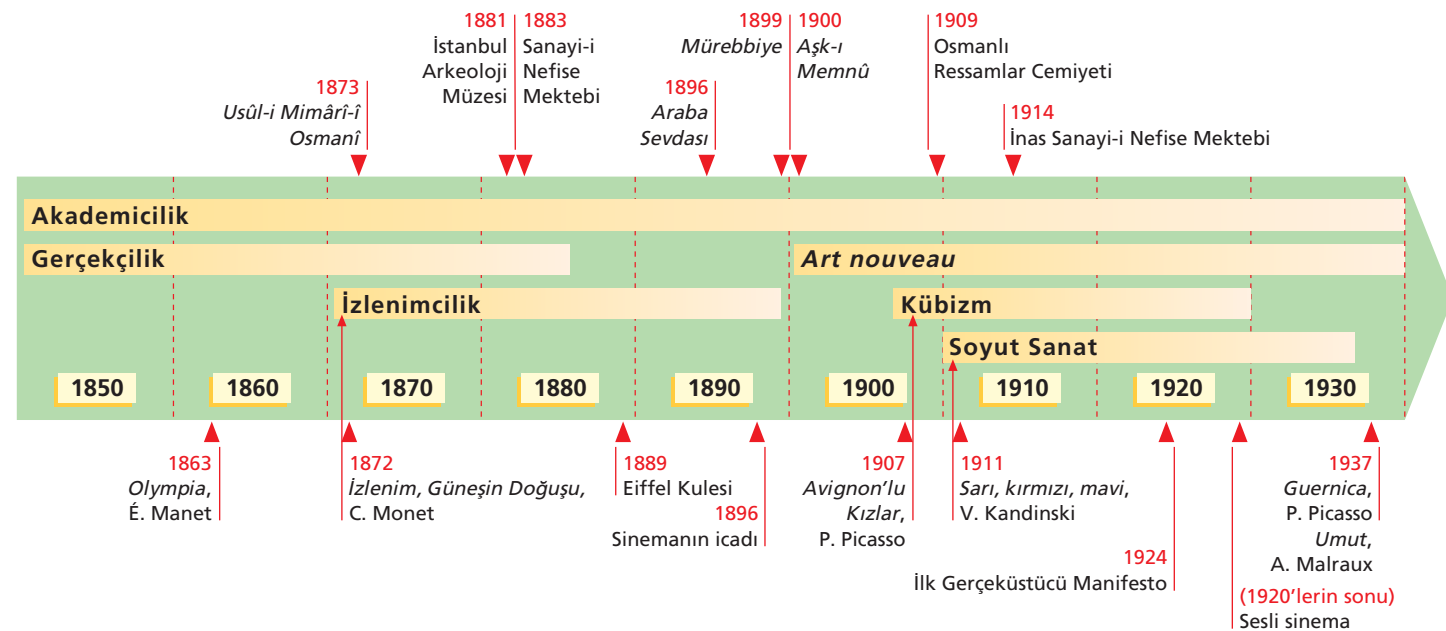 1873
Usûl-i Mimârî-î
Osmanî
1881
İstanbul
Arkeoloji
Müzesi
1883
Sanayi-i
Nefise
Mektebi
1896
Araba
Sevdası
1899
Mürebbiye
1900
Aşk-ı
Memnû
1909
Osmanlı
Ressamlar Cemiyeti
1914
İnas Sanayi-i Nefise Mektebi
Akademicilik
Gerçekçilik
Art nouveau
İzlenimcilik
Kübizm
Soyut Sanat
1850
1860
1870
1880
1890
1900
1910
1920
1930
1863
Olympia,
É. Manet
1872
İzlenim, Güneşin Doğuşu,
C. Monet
1889
Eiffel Kulesi
1896
Sinemanın icadı
1907
Avignon’lu
Kızlar,
P. Picasso
1911
Sarı, kırmızı, mavi,
V. Kandinski
1924
İlk Gerçeküstücü Manifesto
(1920’lerin sonu)
Sesli sinema
1937
Guernica,
P. Picasso
Umut,
A. Malraux